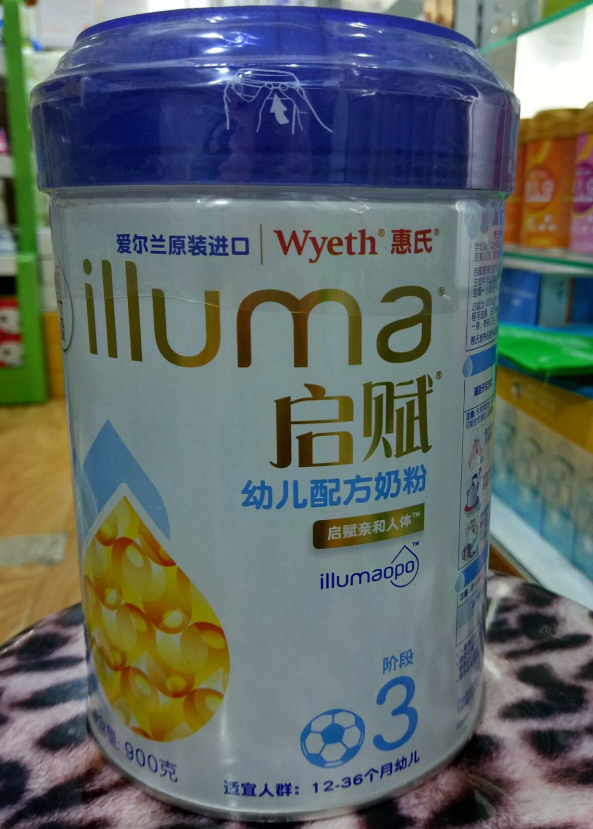 爱尔兰原装进口 Wyeth® 惠氏®
illuma®
启赋®
幼儿配方奶粉
启赋亲和人体™
illumaopo™
阶段
3
900克
适宜人群：12-36个月幼儿